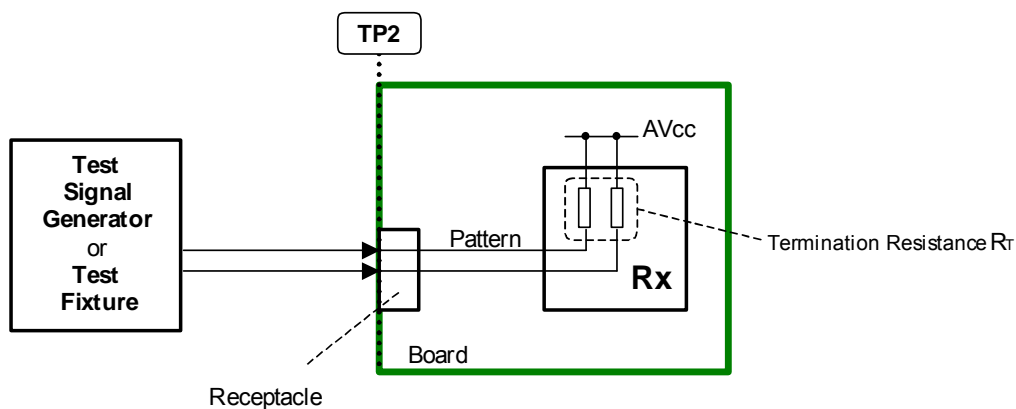 TP2
AVcc
Test
Signal
Generator
or
Test
Fixture
Pattern
Termination Resistance RT
Rx
Board
Receptacle